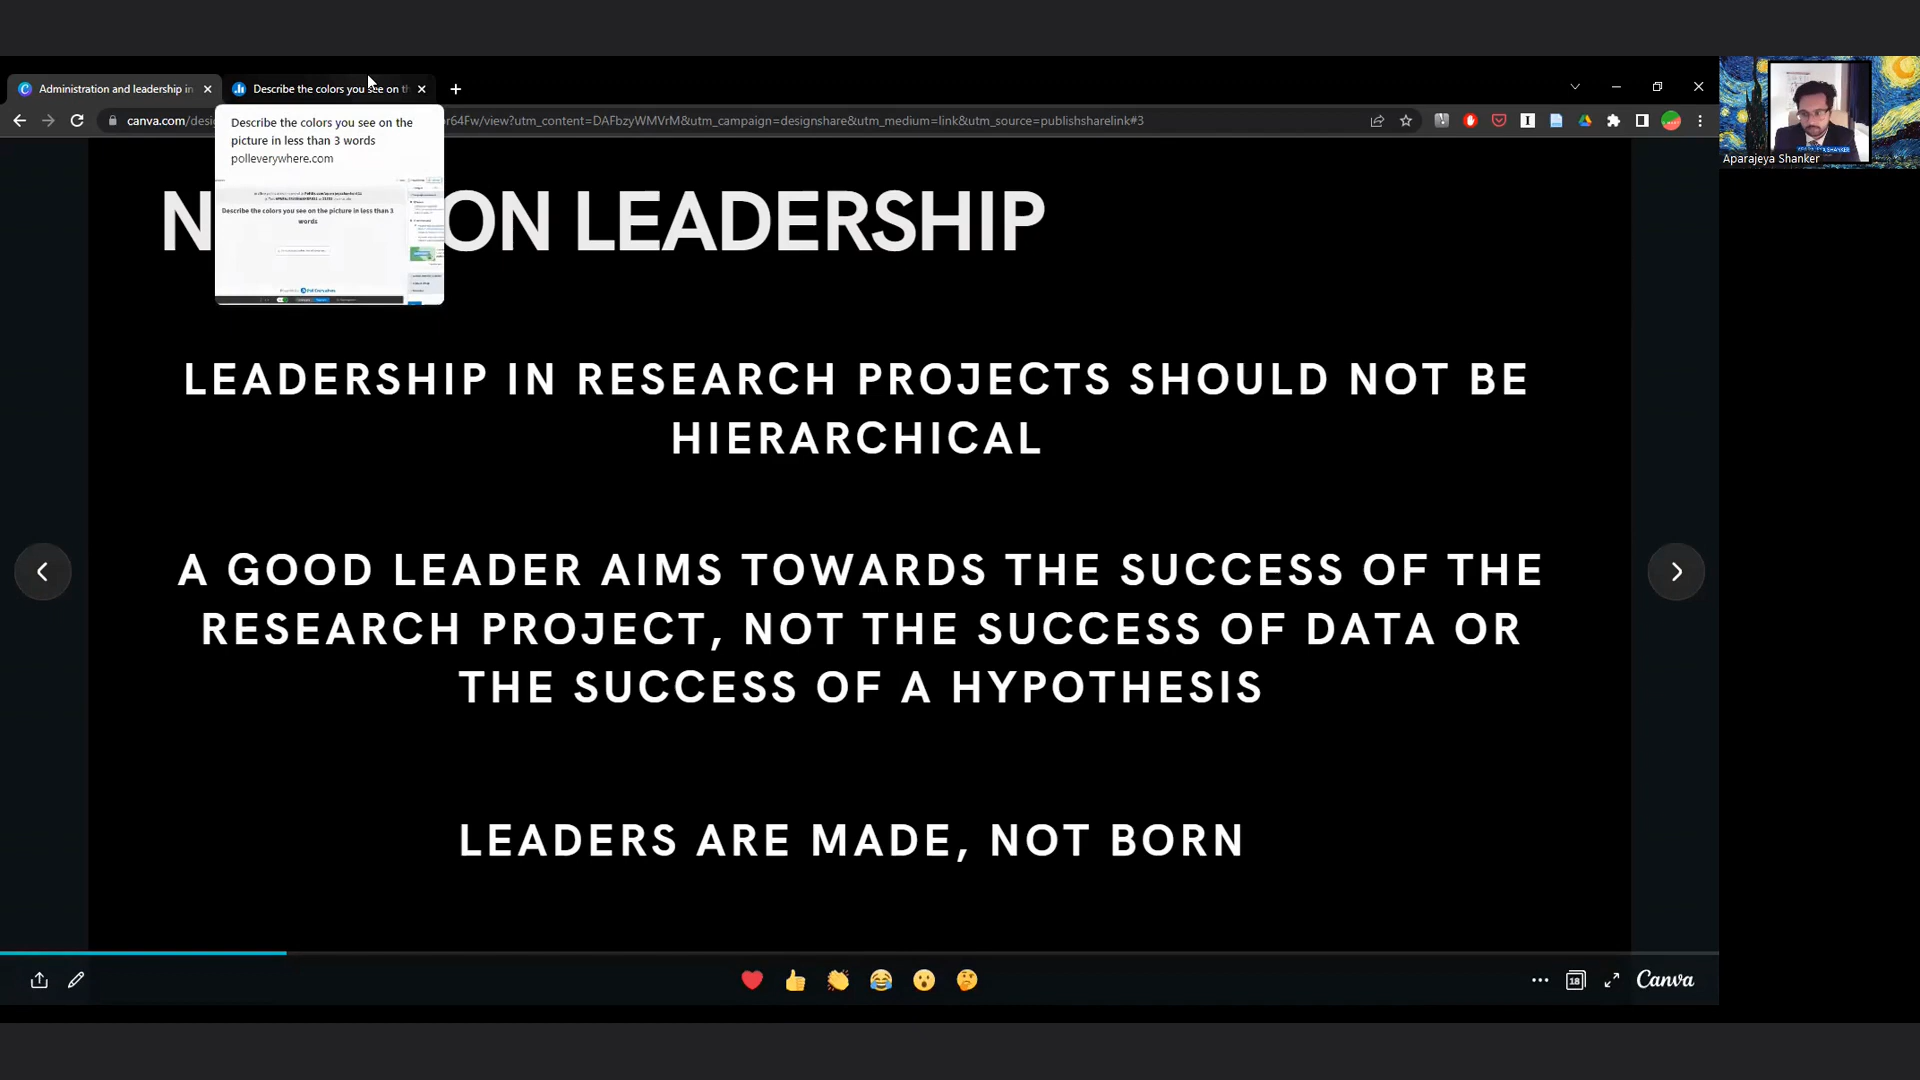 Administration and leadership in
Describe the colors you see on th
canva.com/desi
r64Fw/view?utm_content=DAFbzyWMVrM&utm_campaign=designshare&utm_medium=link&utm_source=publishsharelink#3
Describe the colors you see on the
picture in less than 3 words
polleverywhere.com
Describe the colors you see on the picture in less than 3
words
Aparajeya Shanker
N ON LEADERSHIP
LEADERSHIP IN RESEARCH PROJECTS SHOULD NOT BE
HIERARCHICAL
A GOOD LEADER AIMS TOWARDS THE SUCCESS OF THE
RESEARCH PROJECT, NOT THE SUCCESS OF DATA OR
THE SUCCESS OF A HYPOTHESIS
LEADERS ARE MADE, NOT BORN
18
Canva